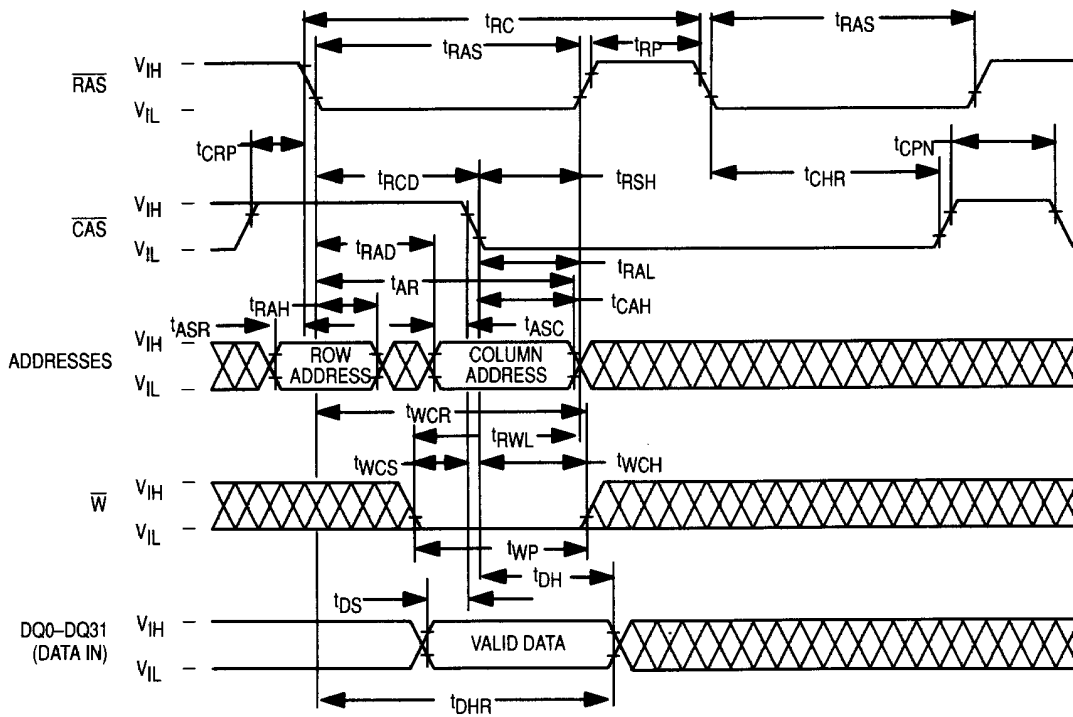 tRC
tRAS tRP tRAS
RAS VIH
VIL
tCRP tCPN
tRCD tRSH tCHR
CAS VIH
VIL
tRAD tRAL
tAR
tRAH tCAH
tASR tASC
ADDRESSES VIH
VIL
ROW ADDRESS
COLUMN ADDRESS
tWCR
tRWL
tWCS tWCH
W VIH
VIL
tWP
tDH
tDS
DQ0–DQ31
(DATA IN)
VIH
VIL
VALID DATA
tDHR